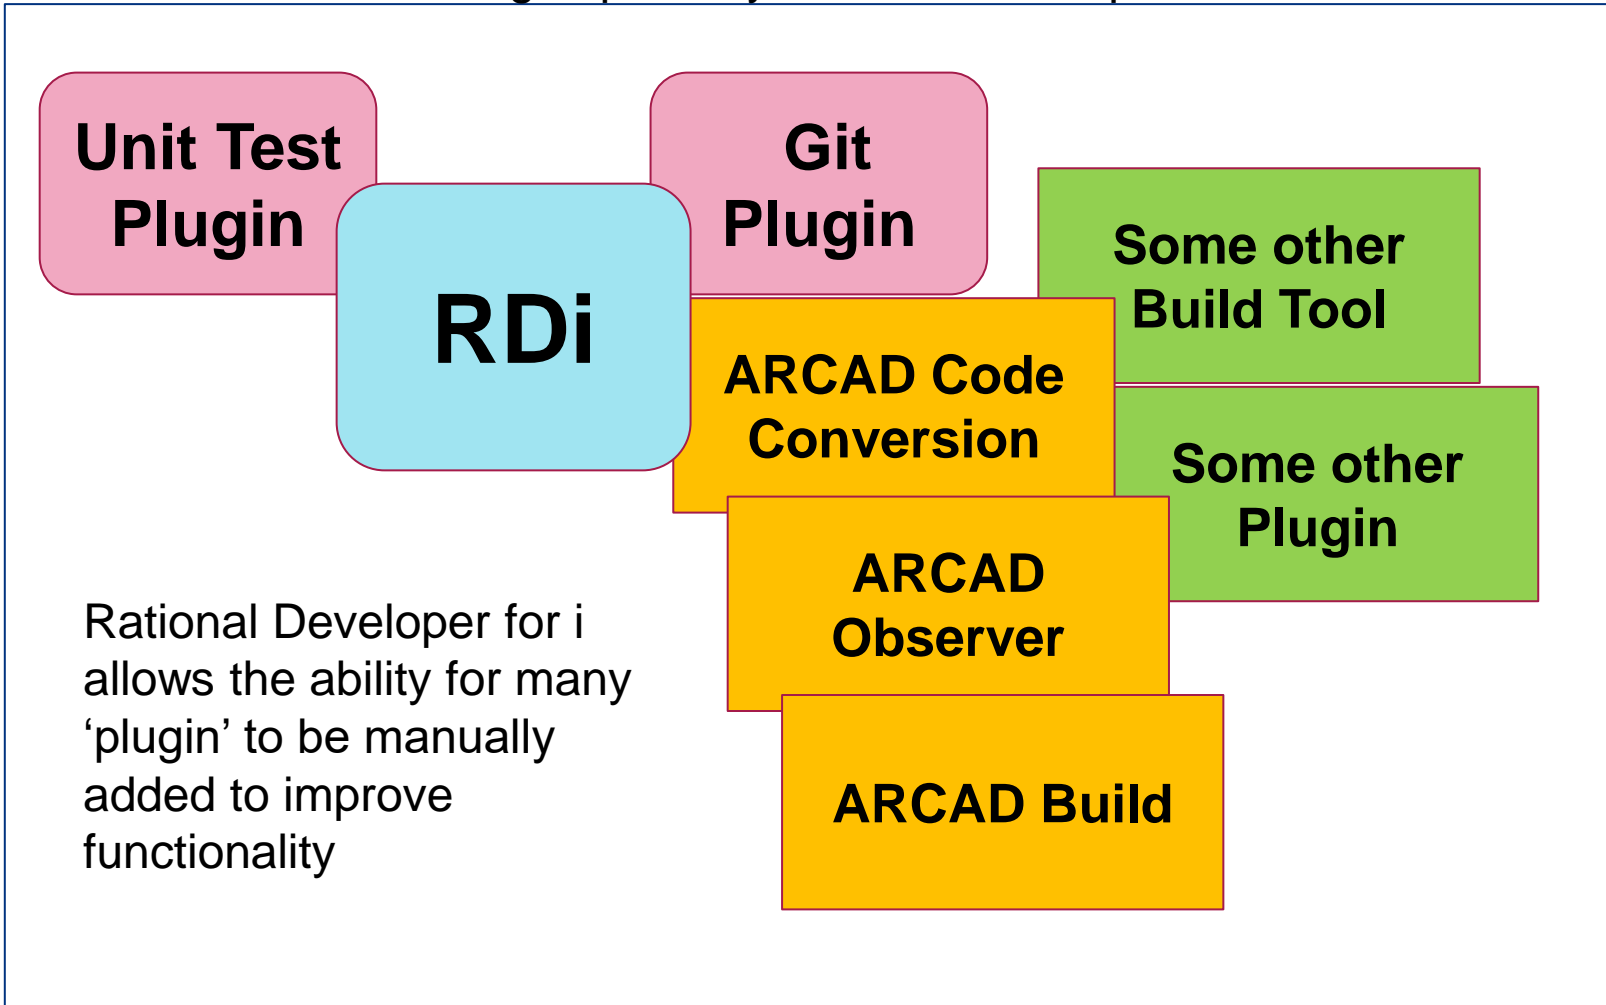 Unit Test
Plugin
Git
Plugin
RDi
Some other
Build Tool
ARCAD Code
Conversion
Some other
Plugin
ARCAD
Observer
ARCAD Build
Rational Developer for i
allows the ability for many
‘plugin’ to be manually
added to improve
functionality